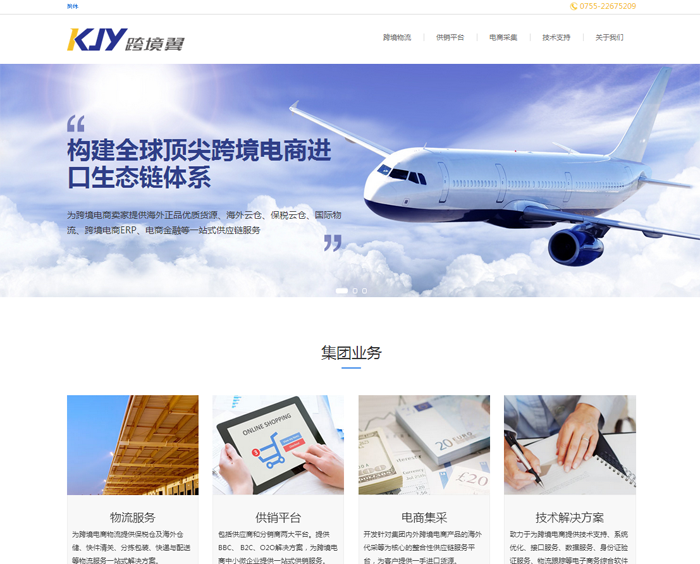 简体
0755-22675209
KJY 跨境翼
跨境物流
供销平台
电商采集
技术支持
关于我们
构建全球顶尖跨境电商进
口生态链体系
为跨境电商卖家提供海外正品优质货源、海外云仓、保税云仓、国际物
流、跨境电商ERP、电商金融等一站式供应链服务
集团业务
ONLINE SHOPPING
20 EURO
£20
物流服务
为跨境电商物流提供保税仓及海外仓
储、快件清关、分拣包装、快递与配送
等物流服务一站式解决方案。
供销平台
包括供应商和分销商两大平台。提供
BBC、 B2C、O2O解决方案，为跨境电
商中小微企业提供一站式供销服务。
电商集采
开发针对集团内外跨境电商产品的海外
代采等为核心的整合性供应链服务平
台，为客户提供一手进口货源。
技术解决方案
致力于为跨境电商提供技术支持、系统
优化、接口服务、数据服务、身份证验
证服务、物流跟踪等电子商务综合软件